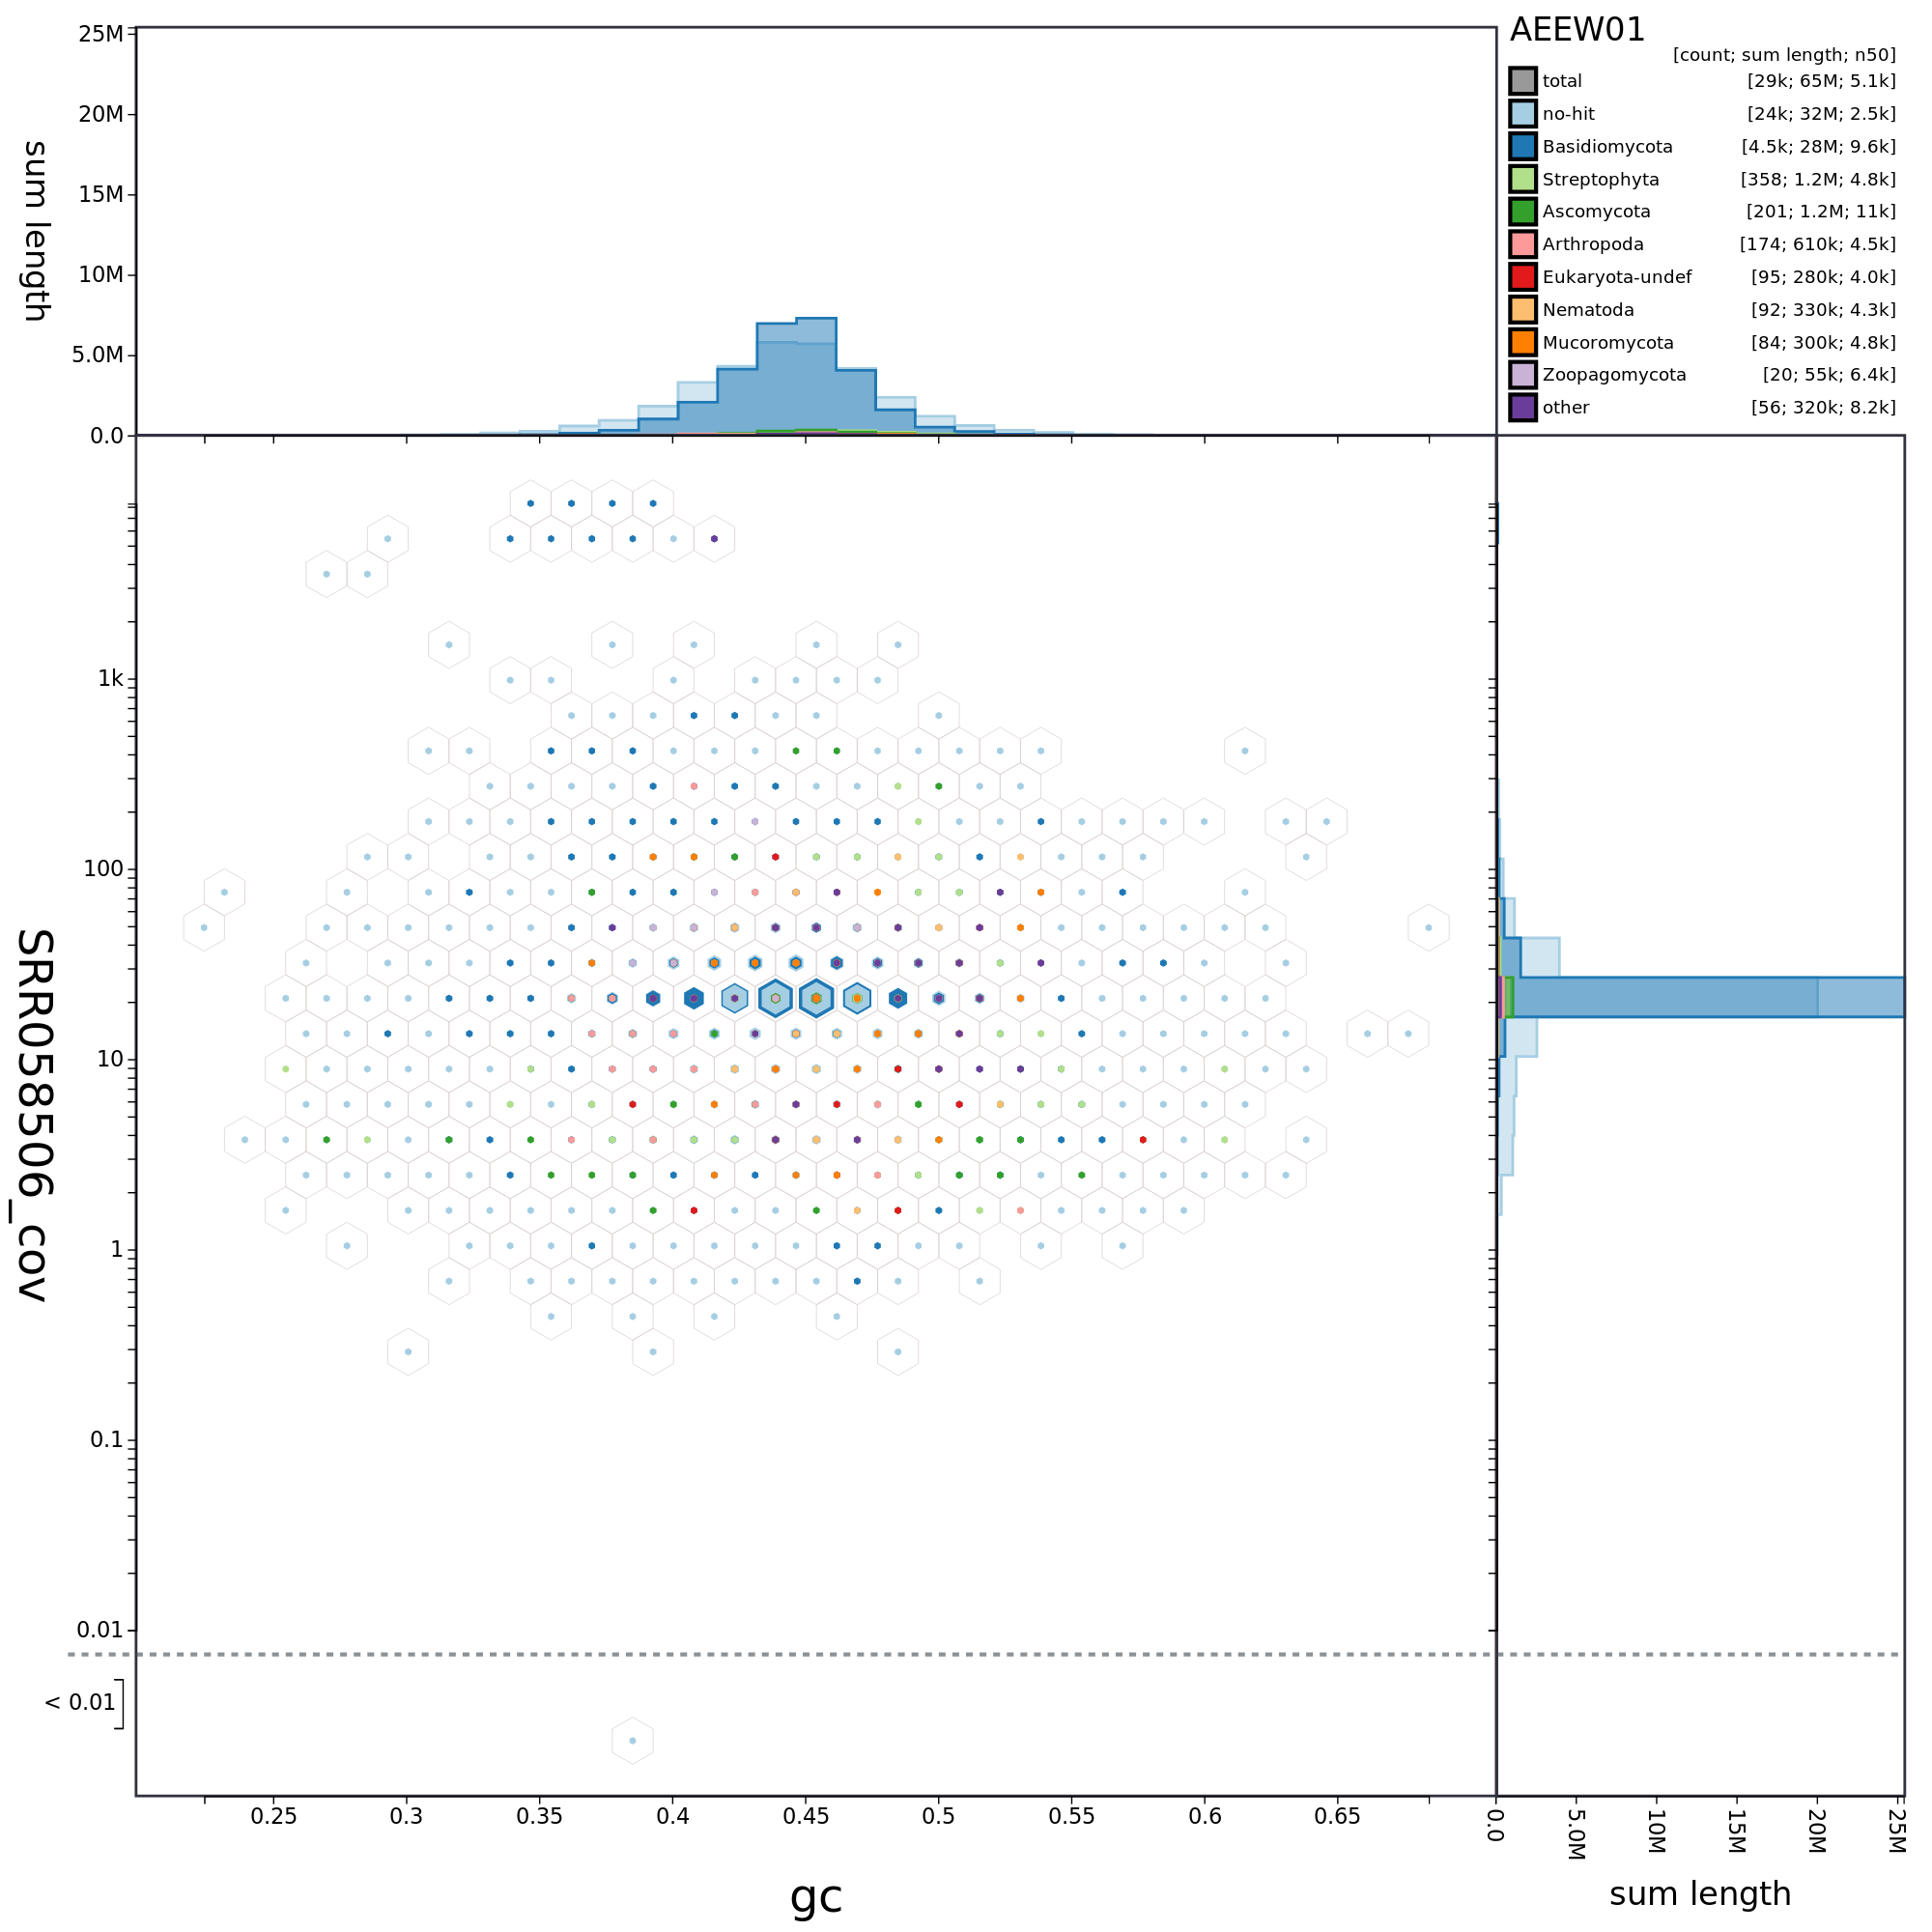 25M
20M
15M
10M
5.0M
0.0
sum length
AEEW01
[count; sum length; n50]
total [29k; 65M; 5.1k]
no-hit [24k; 32M; 2.5k]
Basidiomycota [4.5k; 28M; 9.6k]
Streptophyta [358; 1.2M; 4.8k]
Ascomycota [201; 1.2M; 11k]
Arthropoda [174; 610k; 4.5k]
Eukaryota-undef [95; 280k; 4.0k]
Nematoda [92; 330k; 4.3k]
Mucoromycota [84; 300k; 4.8k]
Zoopagomycota [20; 55k; 6.4k]
other [56; 320k; 8.2k]
1k
100
10
1
0.1
0.01
< 0.01
SRR058506_cov
0.25 0.3 0.35 0.4 0.45 0.5 0.55 0.6 0.65
gc
0.0 5.0M 10M 15M 20M 25M
sum length